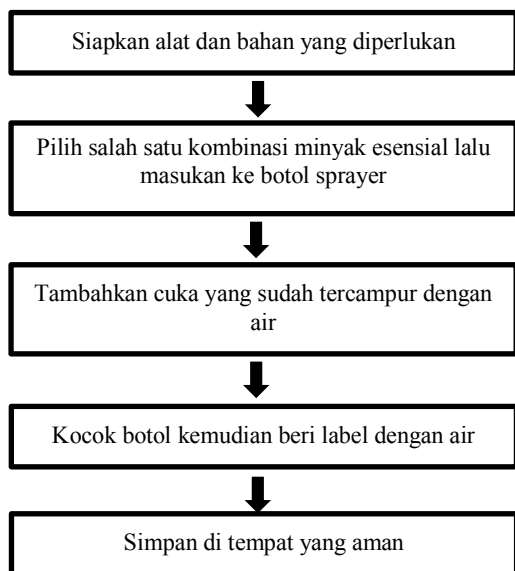 Siapkan alat dan bahan yang diperlukan
Pilih salah satu kombinasi minyak esensial lalu
masukan ke botol sprayer
Tambahkan cuka yang sudah tercampur dengan
air
Kocok botol kemudian beri label dengan air
Simpan di tempat yang aman